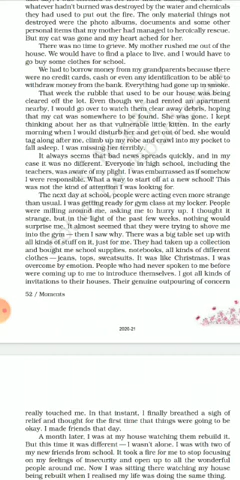 whatever hadn't burned was destroyed by the water and chemicals
they had used to put out the fire. The only material things not
destroyed were the photo albums, documents and some other
personal items that my mother had managed to heroically rescue.
But my cat was gone and my heart ached for her.
There was no time to grieve. My mother rushed me out of the
house. We would have to find a place to live, and I would have to
go buy some clothes for school.
We had to borrow money from my grandparents because there
were no credit cards, cash or even any identification to be able to
withdraw money from the bank. Everything had gone up in smoke.
That week the rubble that used to be our house was being
cleared off the lot. Even though we had rented an apartment
nearby, I would go over to watch them clear away debris, hoping
that my cat was somewhere to be found. She was gone. I kept
thinking about her as that vulnerable little kitten. In the early
morning when I would disturb her and get out of bed, she would
tag along after me, climb up my robe and crawl into my pocket to
fall asleep. I was missing her terribly.
It always seems that bad news spreads quickly, and in my
case it was no different. Everyone in high school, including the
teachers, was aware of my plight. I was embarrassed as if somehow
I were responsible. What a way to start off at a new school! This
was not the kind of attention I was looking for.
The next day at school, people were acting even more strange
than usual. I was getting ready for gym class at my locker. People
were milling around me, asking me to hurry up. I thought it
strange, but in the light of the past few weeks, nothing would
surprise me. It almost seemed that they were trying to shove me
into the gym — then I saw why. There was a big table set up with
all kinds of stuff on it, just for me. They had taken up a collection
and bought me school supplies, notebooks, all kinds of different
clothes — jeans, tops, sweatsuits. It was like Christmas. I was
overcome by emotion. People who had never spoken to me before
were coming up to me to introduce themselves. I got all kinds of
invitations to their houses. Their genuine outpouring of concern
52 / Moments
2020-21
really touched me. In that instant, I finally breathed a sigh of
relief and thought for the first time that things were going to be
okay. I made friends that day.
A month later, I was at my house watching them rebuild it.
But this time it was different — I wasn't alone. I was with two of
my new friends from school. It took a fire for me to stop focusing
on my feelings of insecurity and open up to all the wonderful
people around me. Now I was sitting there watching my house
being rebuilt when I realised my life was doing the same thing.